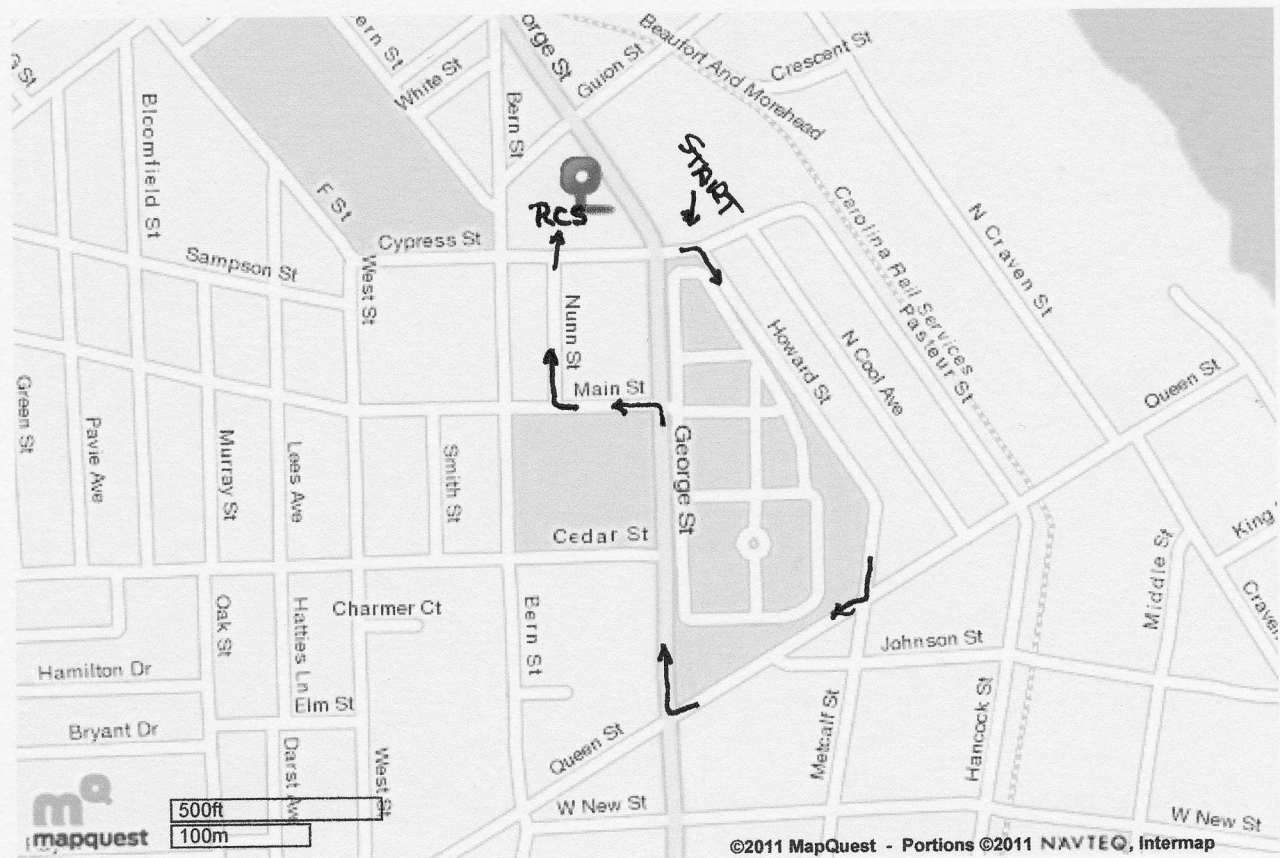 G St
Bloomfield St
ern St
White St
orge St
Guion St
Beaufort And Morehead
Crescent St
Bern St
START
RCS
F St
Cypress St
Sampson St
West St
Nunn St
Main St
Howard St
N Cool Ave
Carolina Rail Services
Pasteur St
N Craven St
Queen St
Green St
Pavie Ave
Murray St
Lees Ave
Smith St
George St
Cedar St
King
Middle St
Craven
Oak St
Hatties Ln
Charmer Ct
Bern St
Johnson St
Hamilton Dr
Elm St
Bryant Dr
Darst Ave
West St
Queen St
Metcalf St
Hancock St
W New St
W New St
mQ
mapquest
500ft
100m
©2011 MapQuest - Portions ©2011 NAVTEQ, Intermap